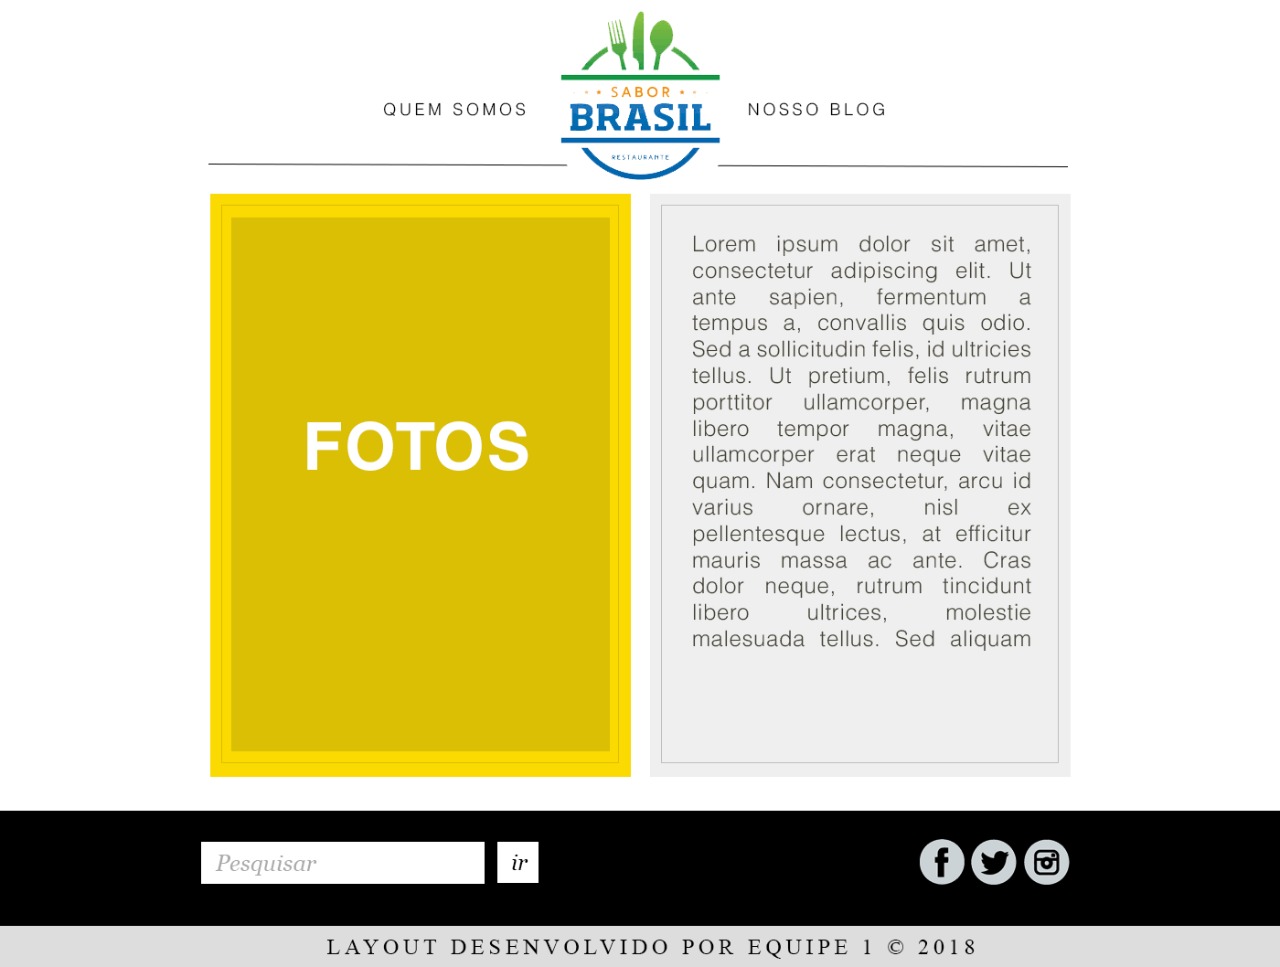 QUEM SOMOS
SABOR
BRASIL
RESTAURANTE
NOSSO BLOG
FOTOS
Lorem ipsum dolor sit amet,
consectetur adipiscing elit. Ut
ante sapien, fermentum a
tempus a, convallis quis odio.
Sed a sollicitudin felis, id ultricies
tellus. Ut pretium, felis rutrum
porttitor ullamcorper, magna
libero tempor magna, vitae
ullamcorper erat neque vitae
quam. Nam consectetur, arcu id
varius ornare, nisl ex
pellentesque lectus, at efficitur
mauris massa ac ante. Cras
dolor neque, rutrum tincidunt
libero ultrices, molestie
malesuada tellus. Sed aliquam
Pesquisar
ir
LAYOUT DESENVOLVIDO POR EQUIPE 1 © 2018